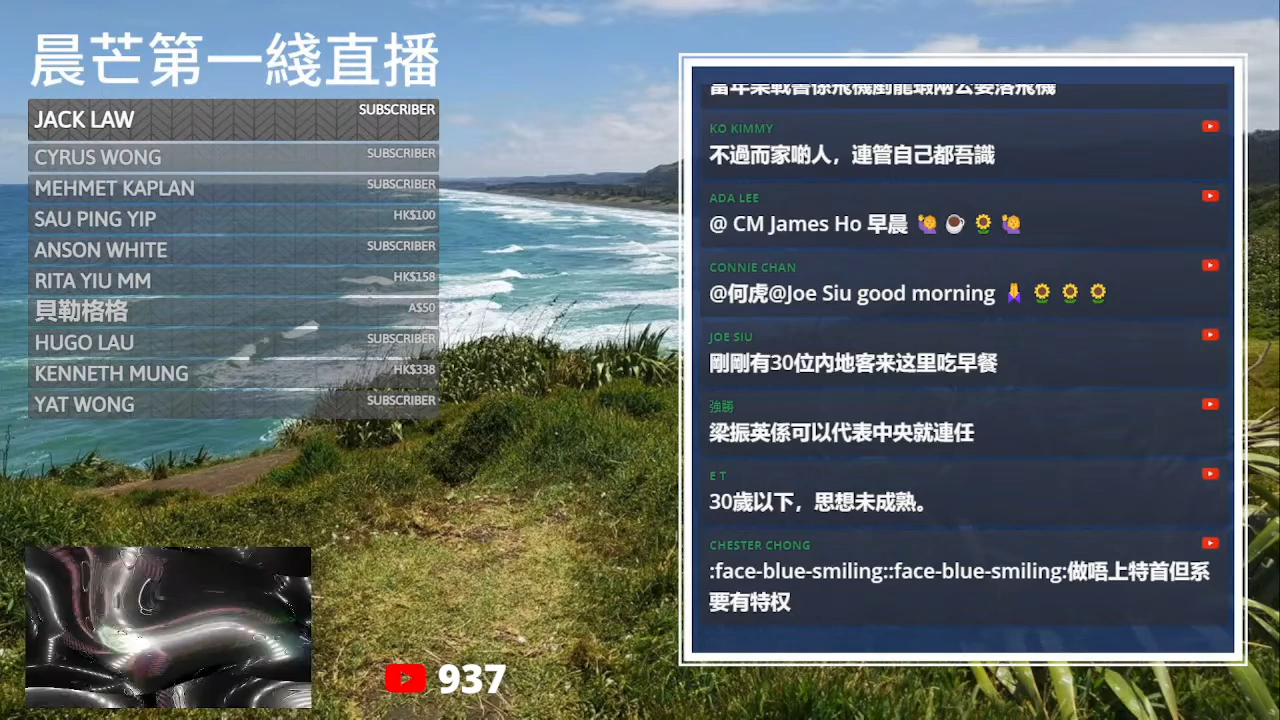 晨芒第一綫直播
JACK LAW SUBSCRIBER
CYRUS WONG SUBSCRIBER
MEHMET KAPLAN SUBSCRIBER
SAU PING YIP HK$100
ANSON WHITE SUBSCRIBER
RITA YIU MM HK$158
貝勒格格 A$50
HUGO LAU SUBSCRIBER
KENNETH MUNG HK$338
YAT WONG SUBSCRIBER
937
KO KIMMY
不過而家啲人，連管自己都吾識
ADA LEE
@ CM James Ho 早晨 🙋 ☕ 🌻 🙋
CONNIE CHAN
@何虎@Joe Siu good morning 🙏 🌻 🌻 🌻
JOE SIU
剛剛有30位內地客来这里吃早餐
強勝
梁振英係可以代表中央就連任
E T
30歲以下，思想未成熟。
CHESTER CHONG
:face-blue-smiling::face-blue-smiling:做唔上特首但系
要有特权